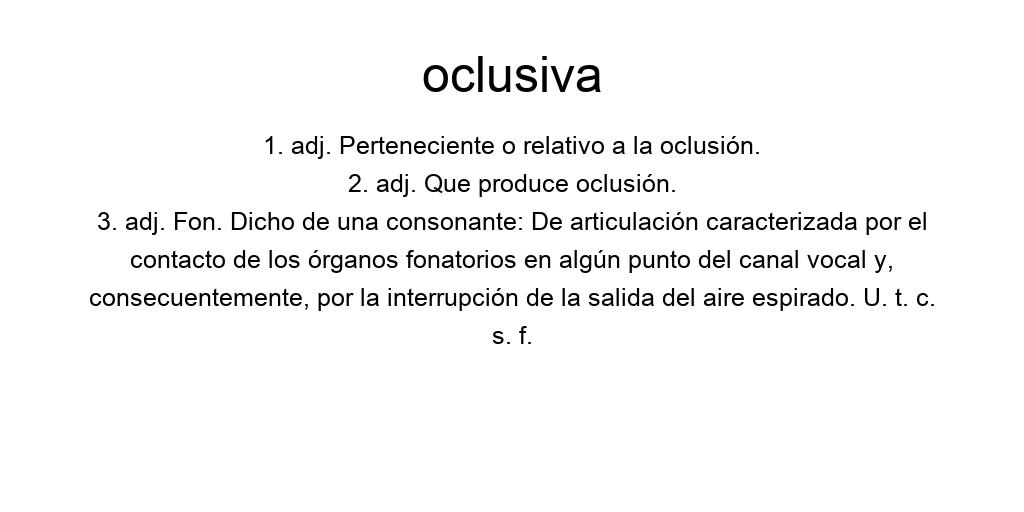 oclusiva
1. adj. Perteneciente o relativo a la oclusión.
2. adj. Que produce oclusión.
3. adj. Fon. Dicho de una consonante: De articulación caracterizada por el
contacto de los órganos fonatorios en algún punto del canal vocal y,
consecuentemente, por la interrupción de la salida del aire espirado. U. t. c.
s. f.